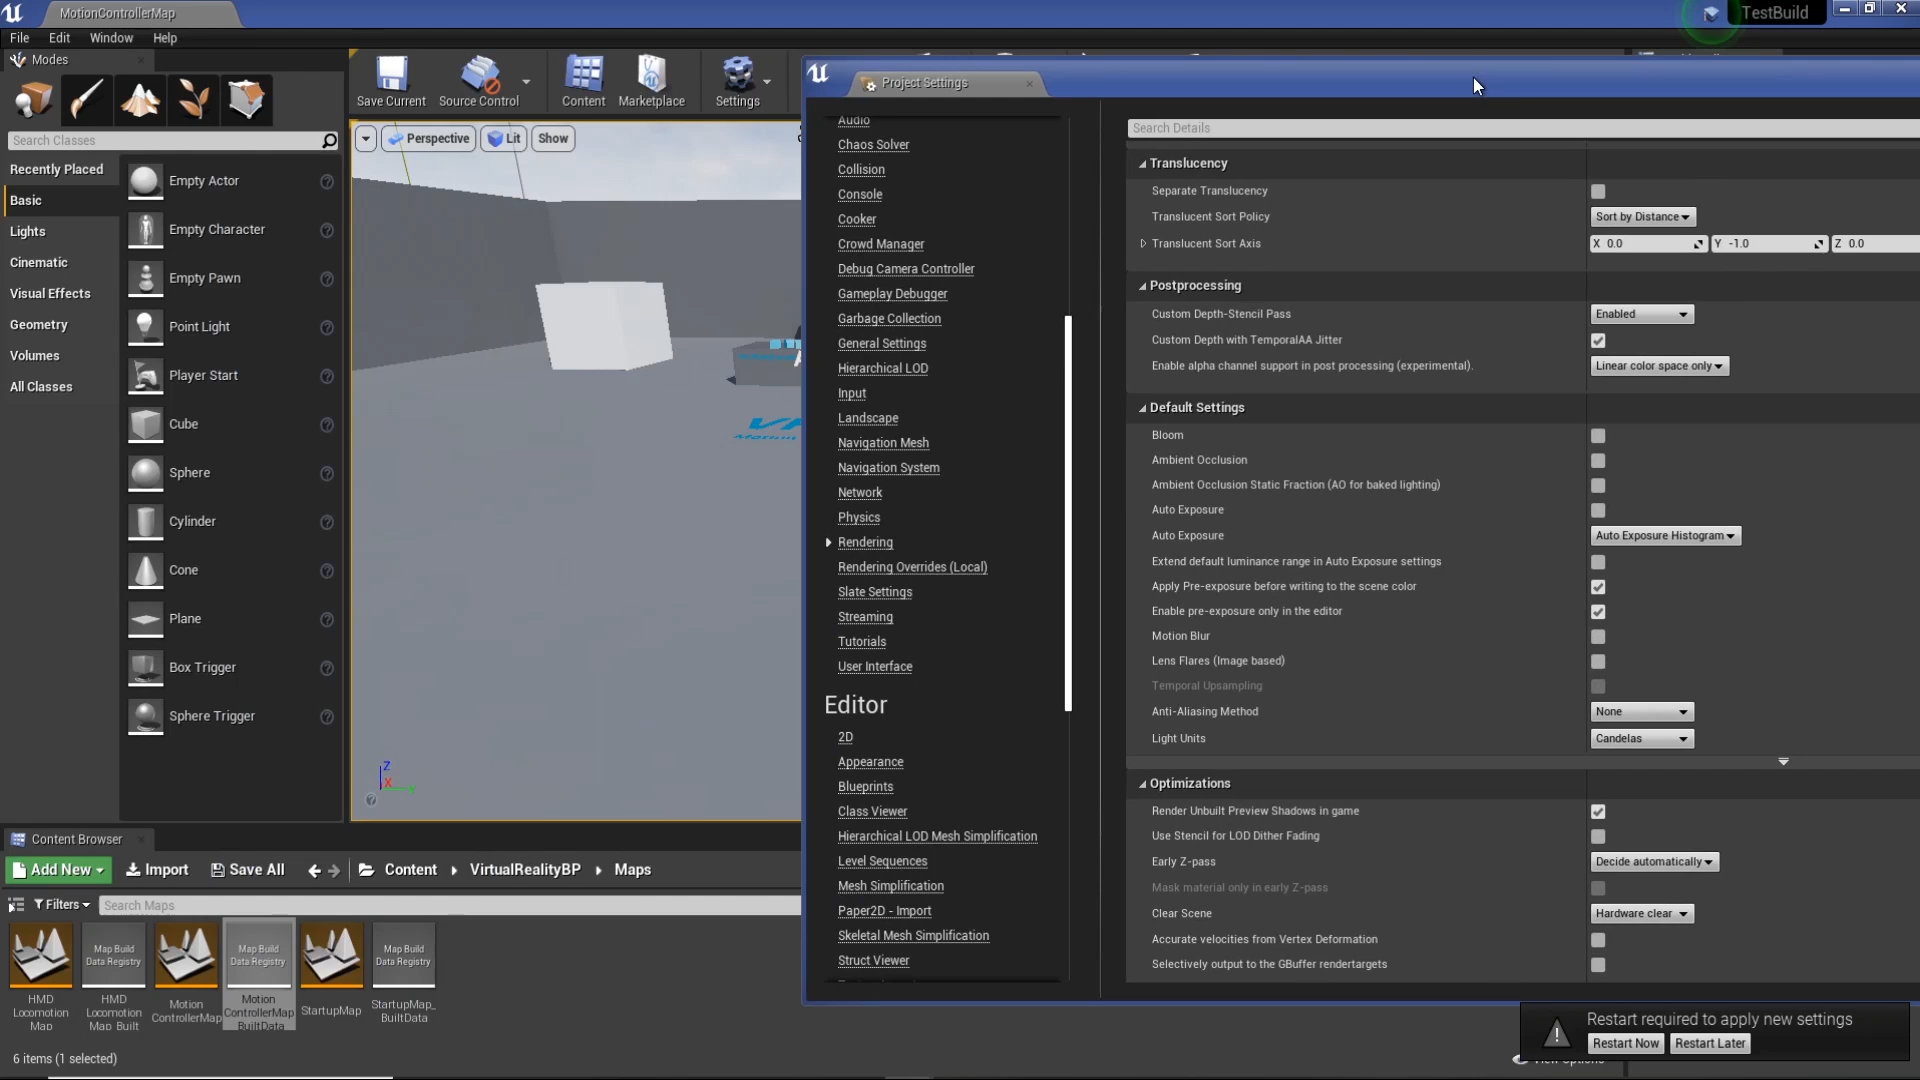 MotionControllerMap
TestBuild
File Edit Window Help
Modes
Save Current
Source Control
Content
Marketplace
Settings
Project Settings
Search Classes
Perspective
Lit
Show
Recently Placed
Basic
Lights
Cinematic
Visual Effects
Geometry
Volumes
All Classes
Empty Actor
Empty Character
Empty Pawn
Point Light
Player Start
Cube
Sphere
Cylinder
Cone
Plane
Box Trigger
Sphere Trigger
Z
X
Audio
Chaos Solver
Collision
Console
Cooker
Crowd Manager
Debug Camera Controller
Gameplay Debugger
Garbage Collection
General Settings
Hierarchical LOD
Input
Landscape
Navigation Mesh
Navigation System
Network
Physics
Rendering
Rendering Overrides (Local)
Slate Settings
Streaming
Tutorials
User Interface
Editor
2D
Appearance
Blueprints
Class Viewer
Hierarchical LOD Mesh Simplification
Level Sequences
Mesh Simplification
Paper2D - Import
Skeletal Mesh Simplification
Struct Viewer
Search Details
Translucency
Separate Translucency
Translucent Sort Policy Sort by Distance
Translucent Sort Axis X 0.0 Y -1.0 Z 0.0
Postprocessing
Custom Depth-Stencil Pass Enabled
Custom Depth with TemporalAA Jitter
Enable alpha channel support in post processing (experimental). Linear color space only
Default Settings
Bloom
Ambient Occlusion
Ambient Occlusion Static Fraction (AO for baked lighting)
Auto Exposure
Auto Exposure Auto Exposure Histogram
Extend default luminance range in Auto Exposure settings
Apply Pre-exposure before writing to the scene color
Enable pre-exposure only in the editor
Motion Blur
Lens Flares (Image based)
Temporal Upsampling
Anti-Aliasing Method None
Light Units Candelas
Optimizations
Render Unbuilt Preview Shadows in game
Use Stencil for LOD Dither Fading
Early Z-pass Decide automatically
Mask material only in early Z-pass
Clear Scene Hardware clear
Accurate velocities from Vertex Deformation
Selectively output to the GBuffer rendertargets
Content Browser
Add New Import Save All Content VirtualRealityBP Maps
Filters Search Maps
HMD
Locomotion
Map
Map Build
Data Registry
HMD
Locomotion
Map Built
Motion
ControllerMap
Map Build
Data Registry
Motion
ControllerMap
BuiltData
StartupMap
Map Build
Data Registry
StartupMap_
BuiltData
6 items (1 selected)
View Options
Restart required to apply new settings
Restart Now Restart Later